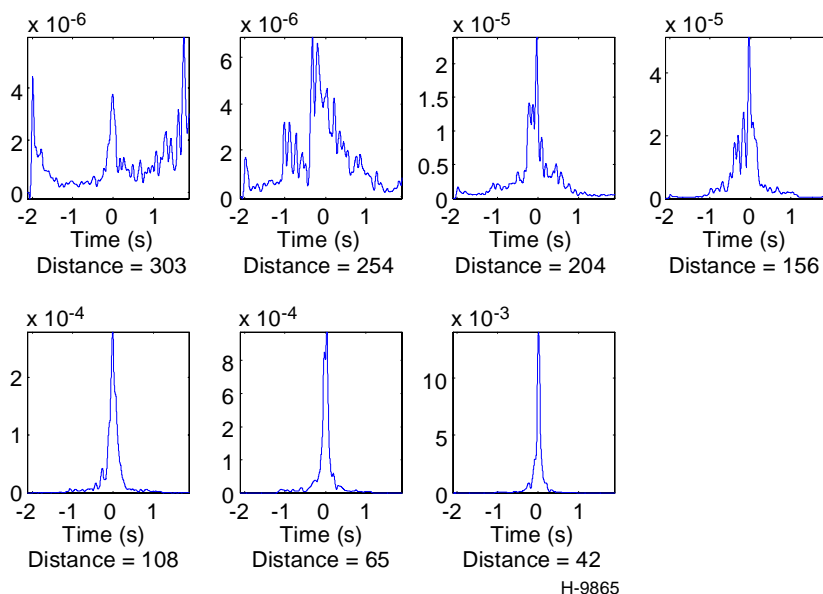 x 10-6
4
2
0
-2 -1 0 1
Time (s)
Distance = 303
x 10-6
6
4
2
0
-2 -1 0 1
Time (s)
Distance = 254
x 10-5
2
1.5
1
0.5
0
-2 -1 0 1
Time (s)
Distance = 204
x 10-5
4
2
0
-2 -1 0 1
Time (s)
Distance = 156
x 10-4
2
1
0
-2 -1 0 1
Time (s)
Distance = 108
x 10-4
8
4
6
2
0
-2 -1 0 1
Time (s)
Distance = 65
x 10-3
10
5
0
-2 -1 0 1
Time (s)
Distance = 42
H-9865